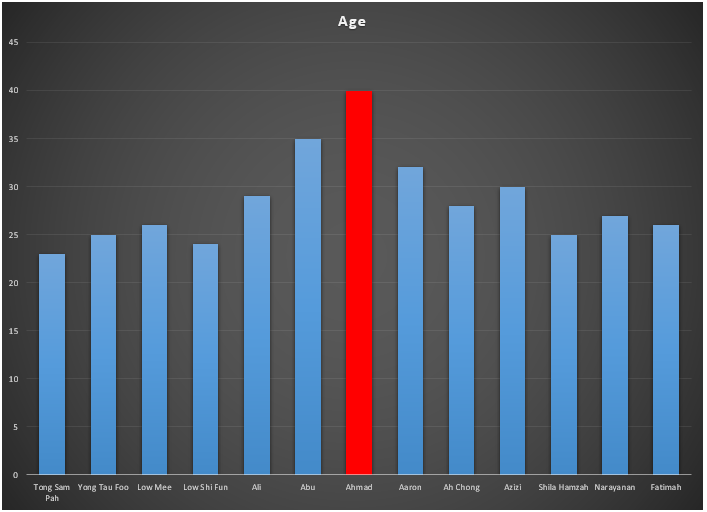 Age
45
40
35
30
25
20
15
10
5
0
Tong Sam Pah
Yong Tau Foo
Low Mee
Low Shi Fun
Ali
Abu
Ahmad
Aaron
Ah Chong
Azizi
Shila Hamzah
Narayanan
Fatimah